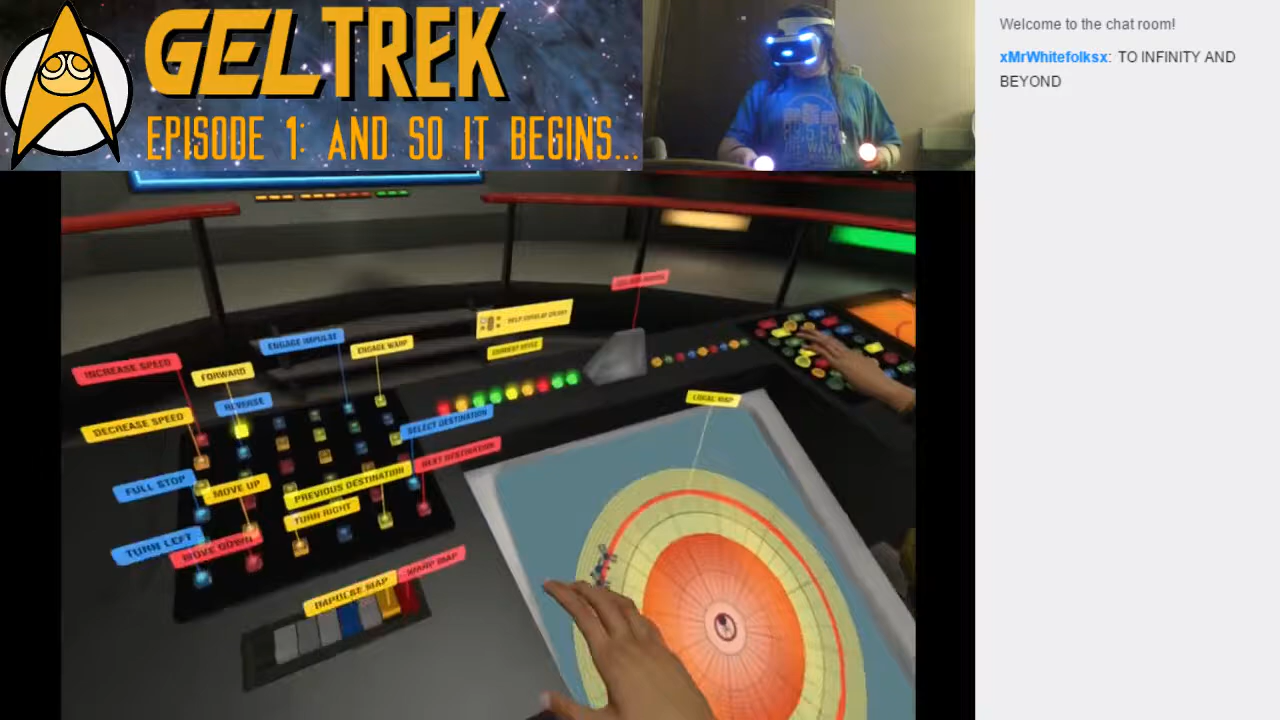 GELTREK
EPISODE 1: AND SO IT BEGINS...
Welcome to the chat room!
xMrWhitefolksx: TO INFINITY AND
BEYOND
INCREASE SPEED
FORWARD
ENGAGE IMPULSE
ENGAGE WARP
REVERSE
DECREASE SPEED
SELECT DESTINATION
LOCAL MAP
NEXT DESTINATION
FULL STOP
MOVE UP
PREVIOUS DESTINATION
TURN RIGHT
TURN LEFT
MOVE DOWN
IMPULSE MAP
WARP MAP